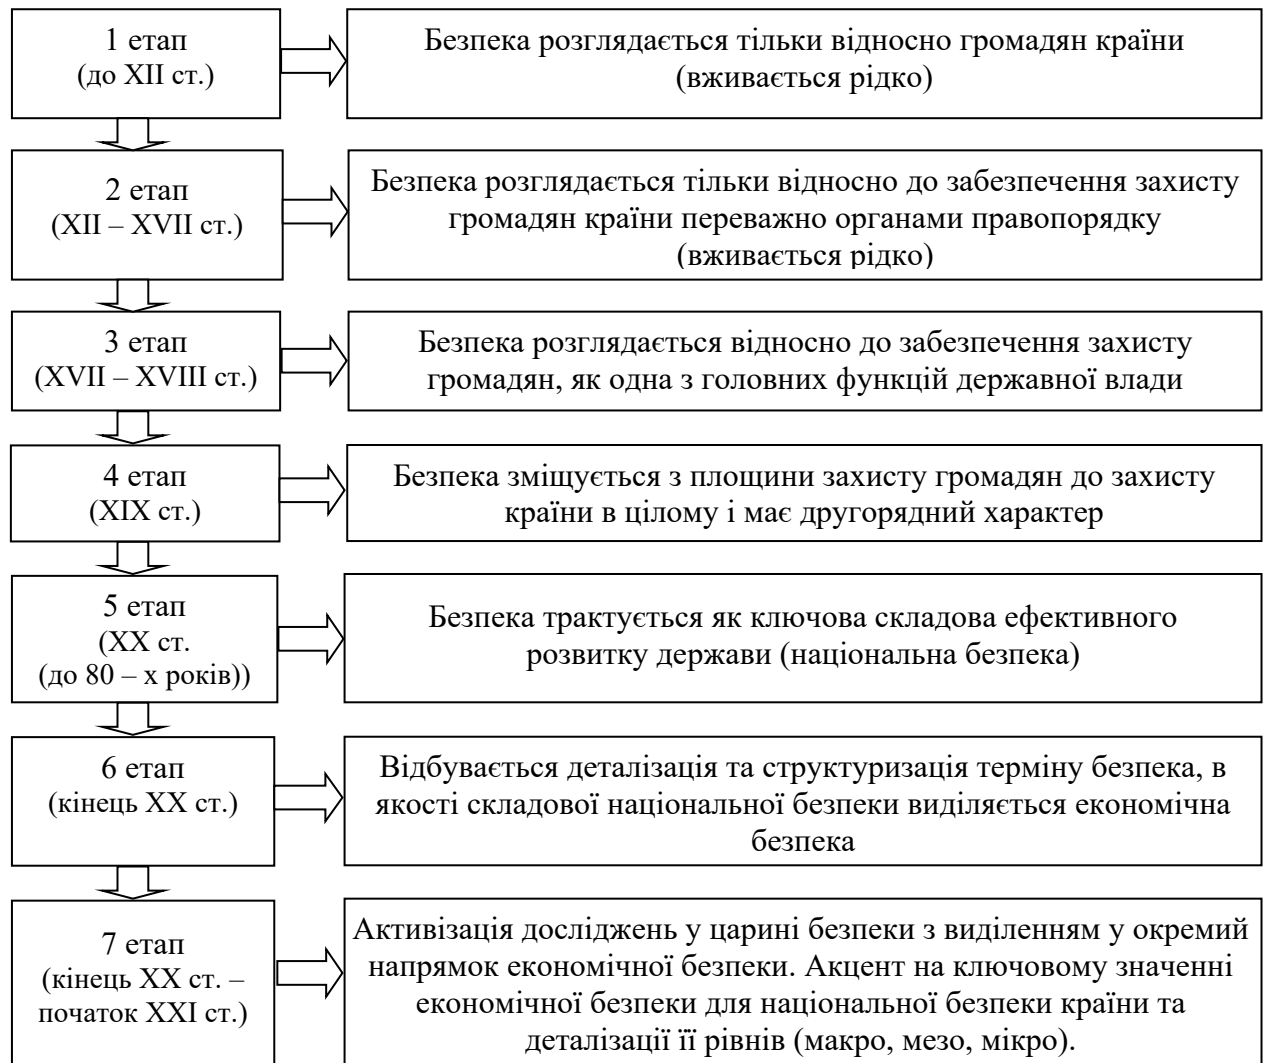 1 етап
(до XII ст.)
Безпека розглядається тільки відносно громадян країни
(вживається рідко)
2 етап
(XII – XVII ст.)
Безпека розглядається тільки відносно до забезпечення захисту
громадян країни переважно органами правопорядку
(вживається рідко)
3 етап
(XVII – XVIII ст.)
Безпека розглядається відносно до забезпечення захисту
громадян, як одна з головних функцій державної влади
4 етап
(XIX ст.)
Безпека зміщується з площини захисту громадян до захисту
країни в цілому і має другорядний характер
5 етап
(XX ст.
(до 80 – х років))
Безпека трактується як ключова складова ефективного
розвитку держави (національна безпека)
6 етап
(кінець XX ст.)
Відбувається деталізація та структуризація терміну безпека, в
якості складової національної безпеки виділяється економічна
безпека
7 етап
(кінець XX ст. –
початок XXI ст.)
Активізація досліджень у царині безпеки з виділенням у окремий
напрямок економічної безпеки. Акцент на ключовому значенні
економічної безпеки для національної безпеки країни та
деталізації її рівнів (макро, мезо, мікро).